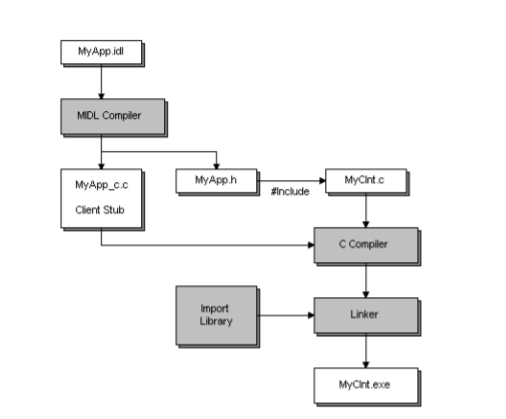 MyApp.idl
MIDL Compiler
MyApp_c.c
Client Stub
MyApp.h
#Include
MyClnt.c
C Compiler
Import
Library
Linker
MyClnt.exe